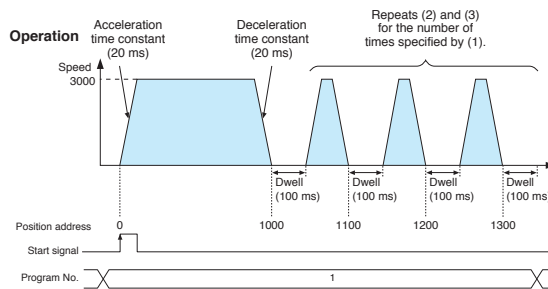 Operation
Acceleration
time constant
(20 ms)
Deceleration
time constant
(20 ms)
Repeats (2) and (3)
for the number of
times specified by (1).
Speed
3000
Dwell
(100 ms)
Dwell
(100 ms)
Dwell
(100 ms)
Dwell
(100 ms)
Position address
0
1000
1100
1200
1300
Start signal
Program No.
1